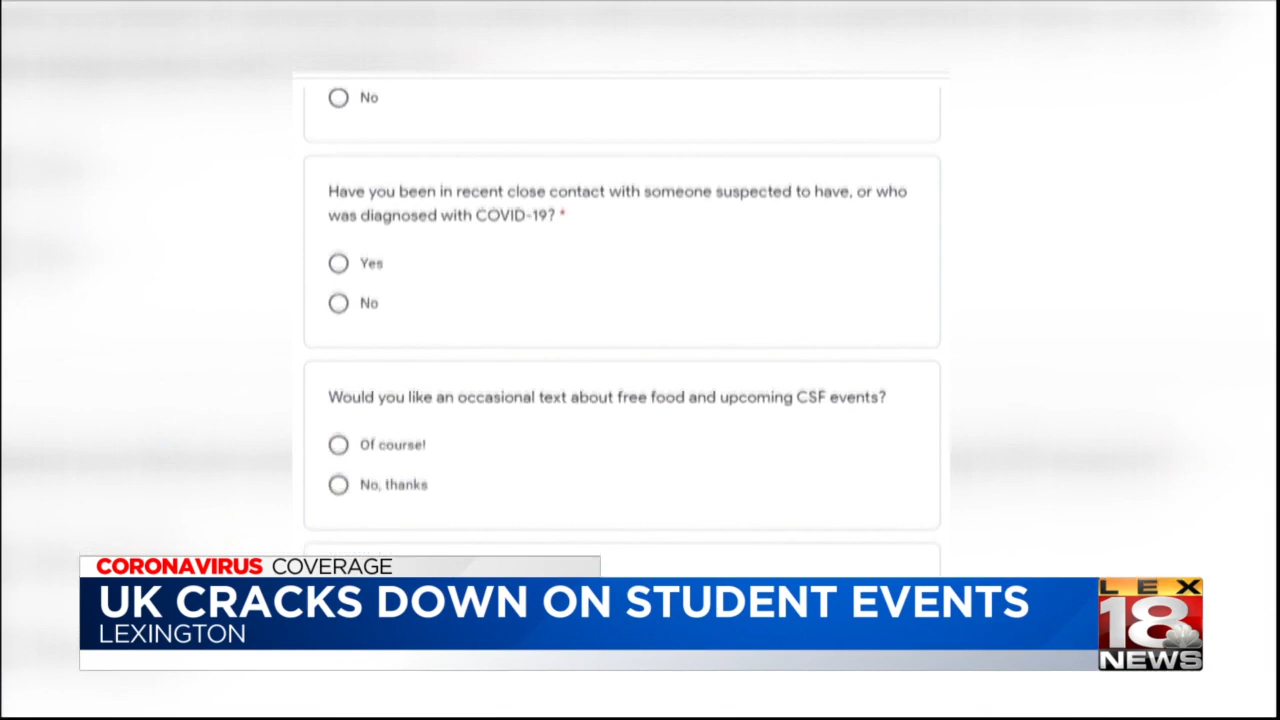 No
Have you been in recent close contact with someone suspected to have, or who
was diagnosed with COVID-19? *
Yes
No
Would you like an occasional text about free food and upcoming CSF events?
Of course!
No, thanks
CORONAVIRUS COVERAGE
UK CRACKS DOWN ON STUDENT EVENTS
LEXINGTON
LEX
18
NEWS